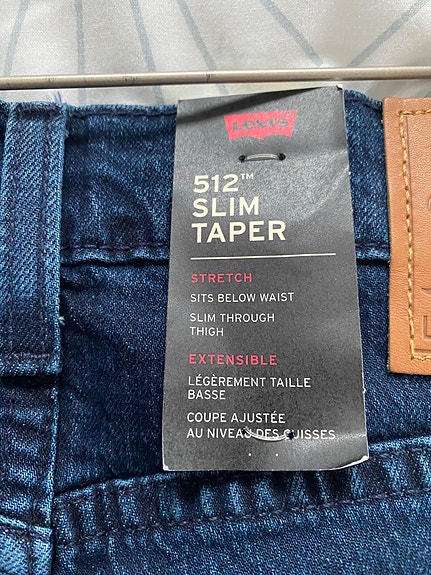 Levi's
512™
SLIM
TAPER
STRETCH
SITS BELOW WAIST
SLIM THROUGH
THIGH
EXTENSIBLE
LÉGÈREMENT TAILLE
BASSE
COUPE AJUSTÉE
AU NIVEAU DES CUISSES